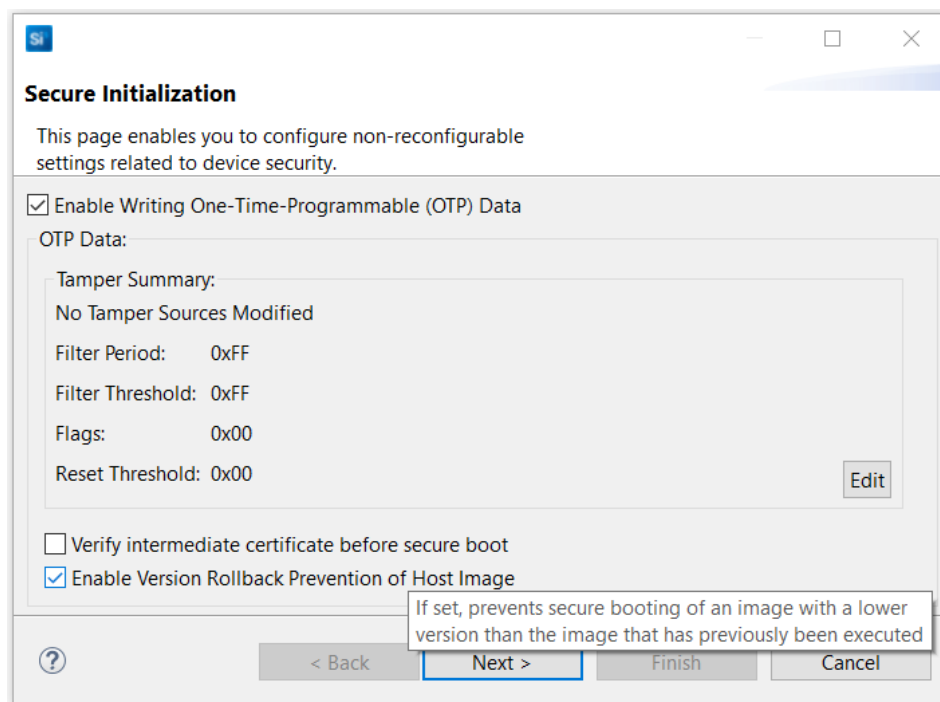 Si
Secure Initialization
This page enables you to configure non-reconfigurable
settings related to device security.
Enable Writing One-Time-Programmable (OTP) Data
OTP Data:
Tamper Summary:
No Tamper Sources Modified
Filter Period: 0xFF
Filter Threshold: 0xFF
Flags: 0x00
Reset Threshold: 0x00
Edit
Verify intermediate certificate before secure boot
Enable Version Rollback Prevention of Host Image
If set, prevents secure booting of an image with a lower
version than the image that has previously been executed
?
< Back Next > Finish Cancel